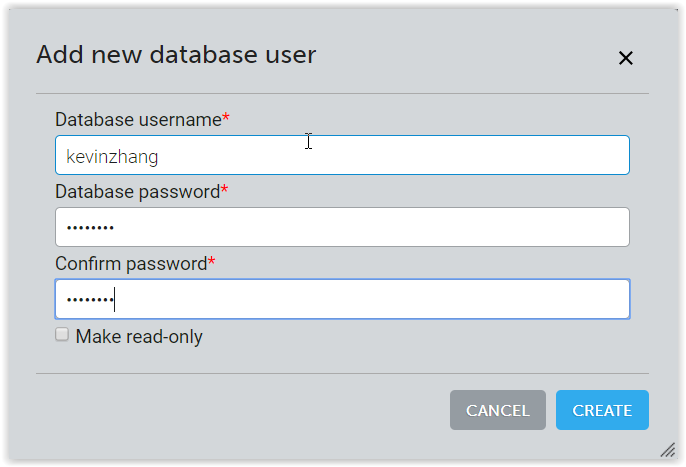 Add new database user
Database username*
kevinzhang
Database password*
••••••••
Confirm password*
••••••••
Make read-only
CANCEL CREATE